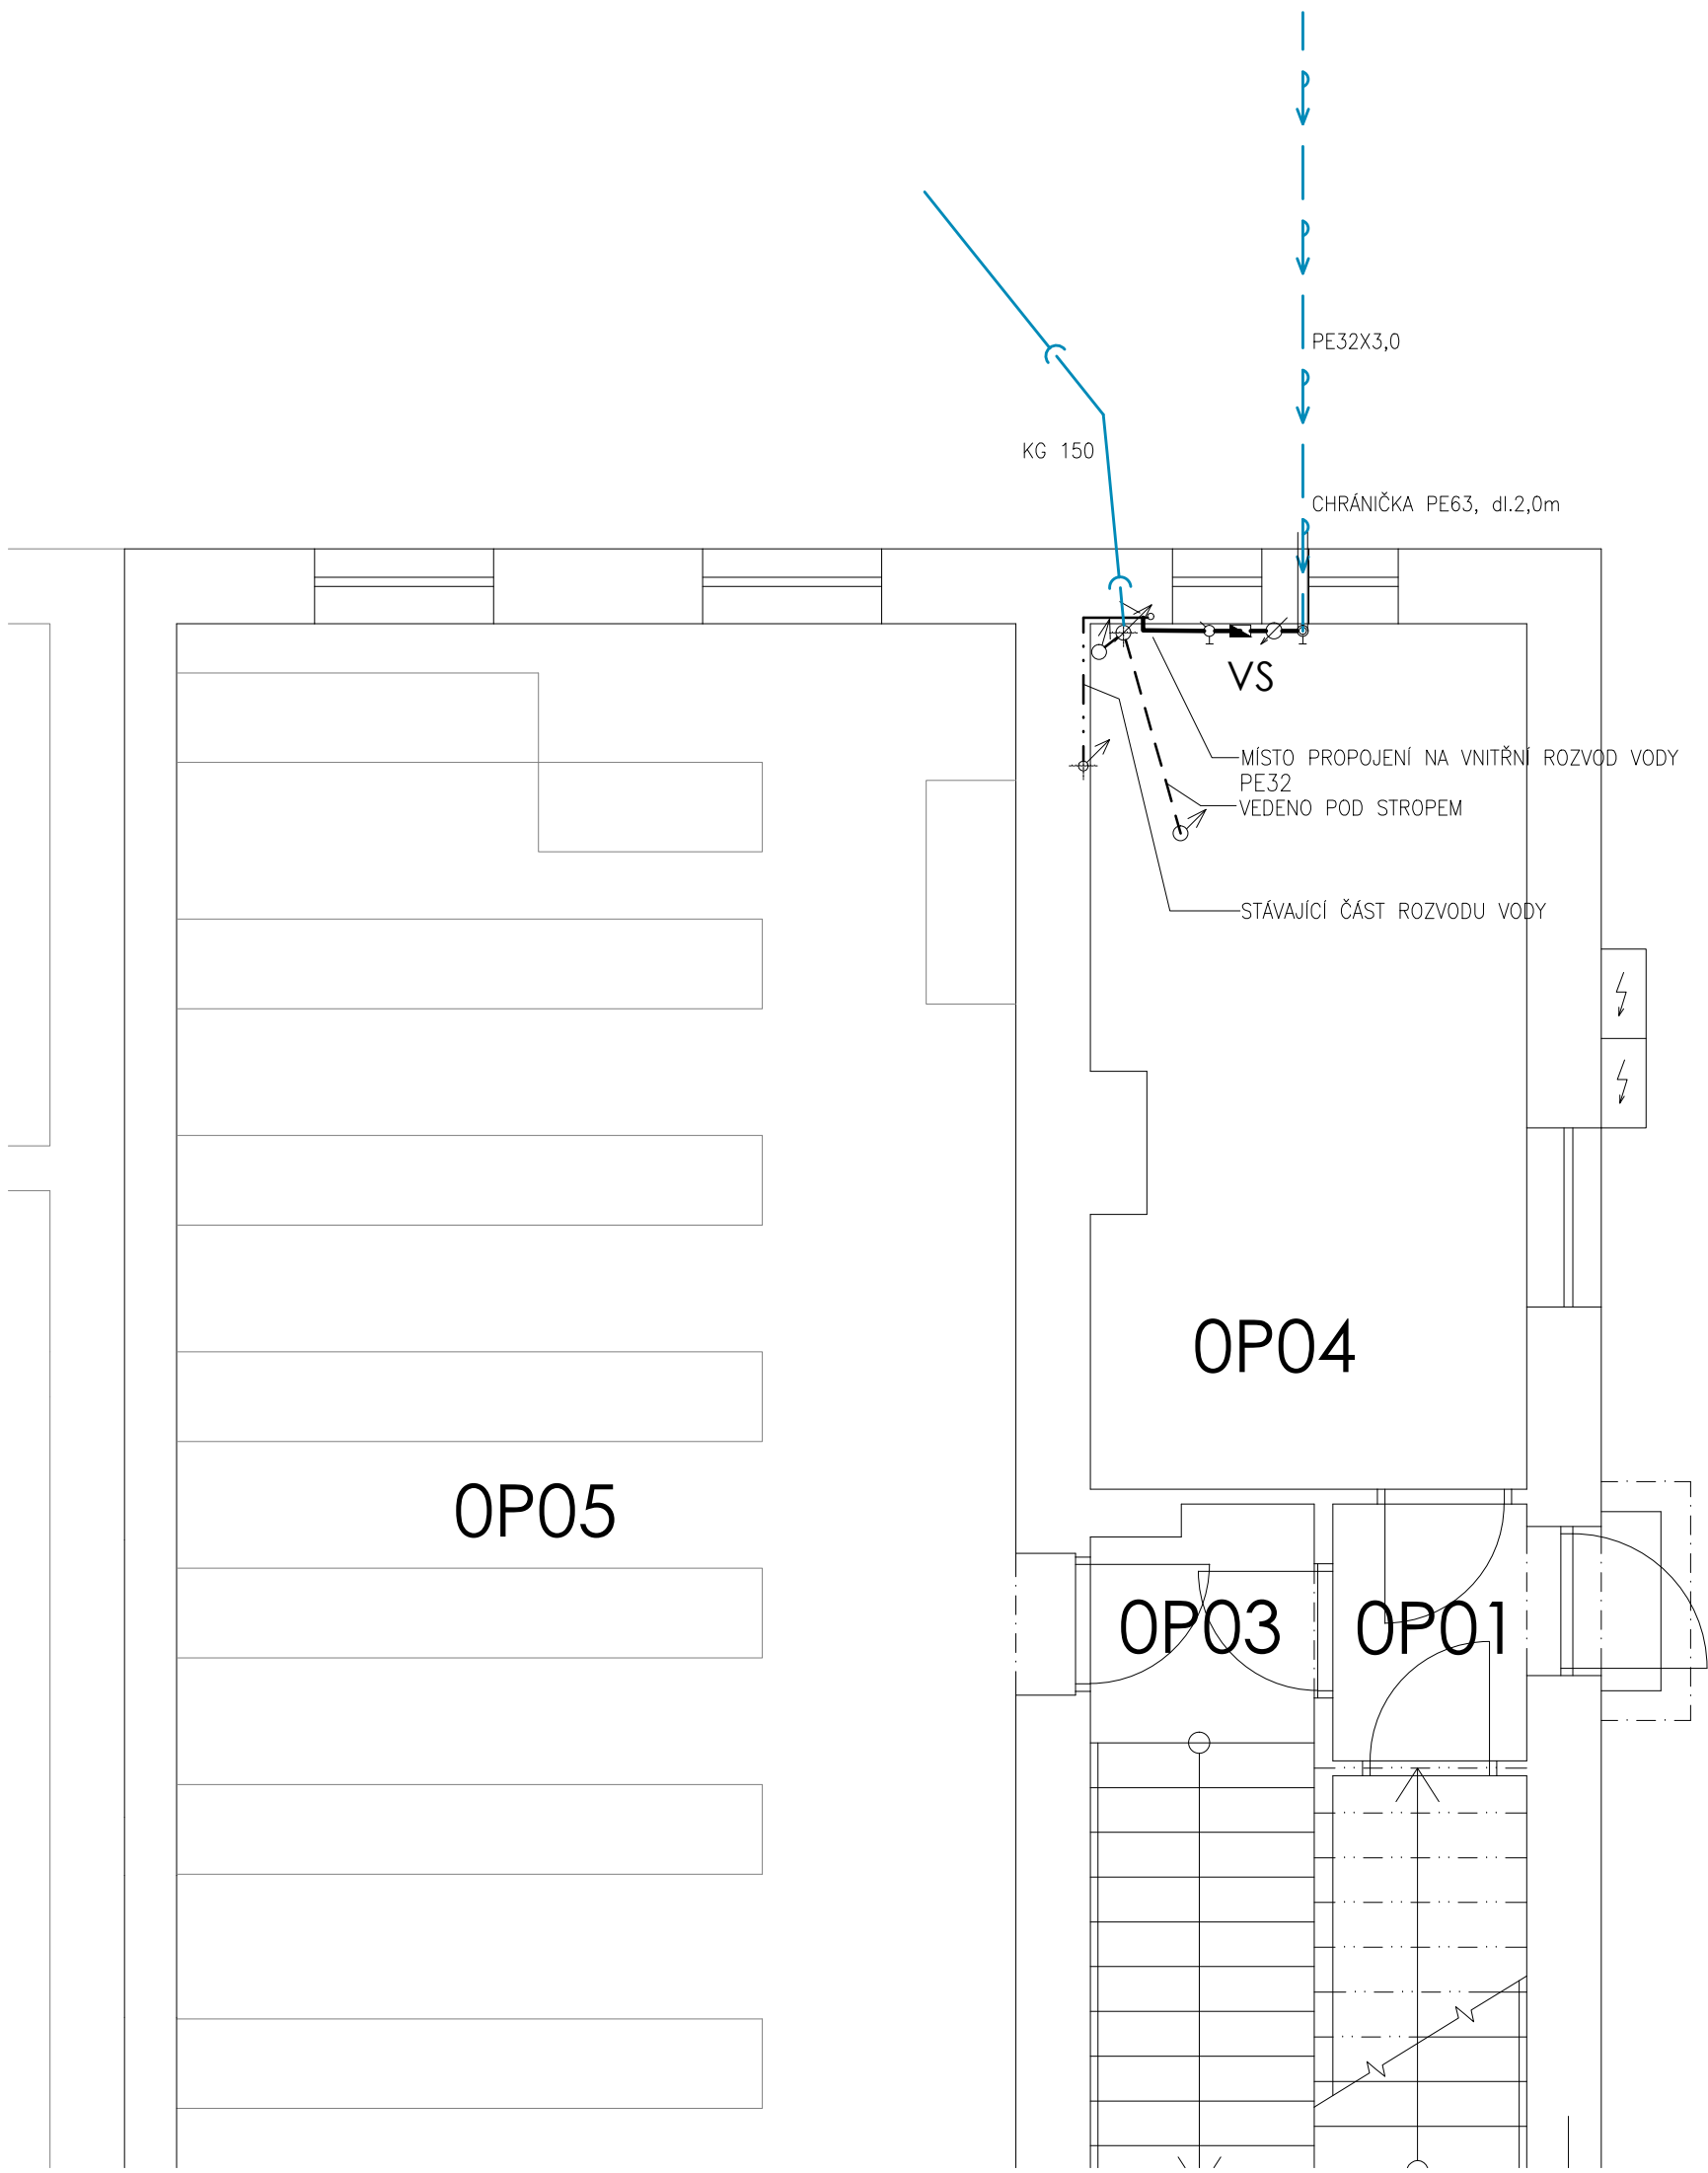 PE32X3,0
KG 150
CHRÁNIČKA PE63, dl.2,0m
VS
MÍSTO PROPOJENÍ NA VNITŘNÍ ROZVOD VODY
PE32
VEDENO POD STROPEM
STÁVAJÍCÍ ČÁST ROZVODU VODY
0P04
0P05
0P03
0P01